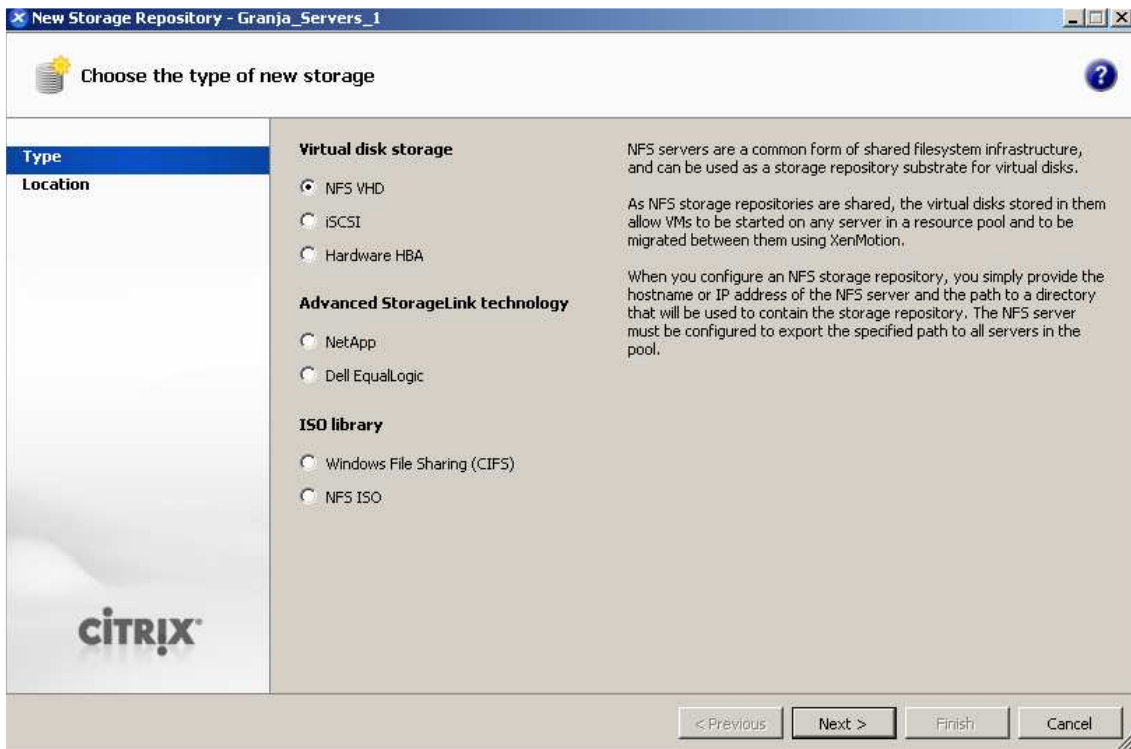 New Storage Repository - Granja_Servers_1
Choose the type of new storage
?
Type
Location
Virtual disk storage
NFS VHD
iSCSI
Hardware HBA
Advanced StorageLink technology
NetApp
Dell EqualLogic
ISO library
Windows File Sharing (CIFS)
NFS ISO
NFS servers are a common form of shared filesystem infrastructure,
and can be used as a storage repository substrate for virtual disks.
As NFS storage repositories are shared, the virtual disks stored in them
allow VMs to be started on any server in a resource pool and to be
migrated between them using XenMotion.
When you configure an NFS storage repository, you simply provide the
hostname or IP address of the NFS server and the path to a directory
that will be used to contain the storage repository. The NFS server
must be configured to export the specified path to all servers in the
pool.
CITRIX
< Previous
Next >
Finish
Cancel